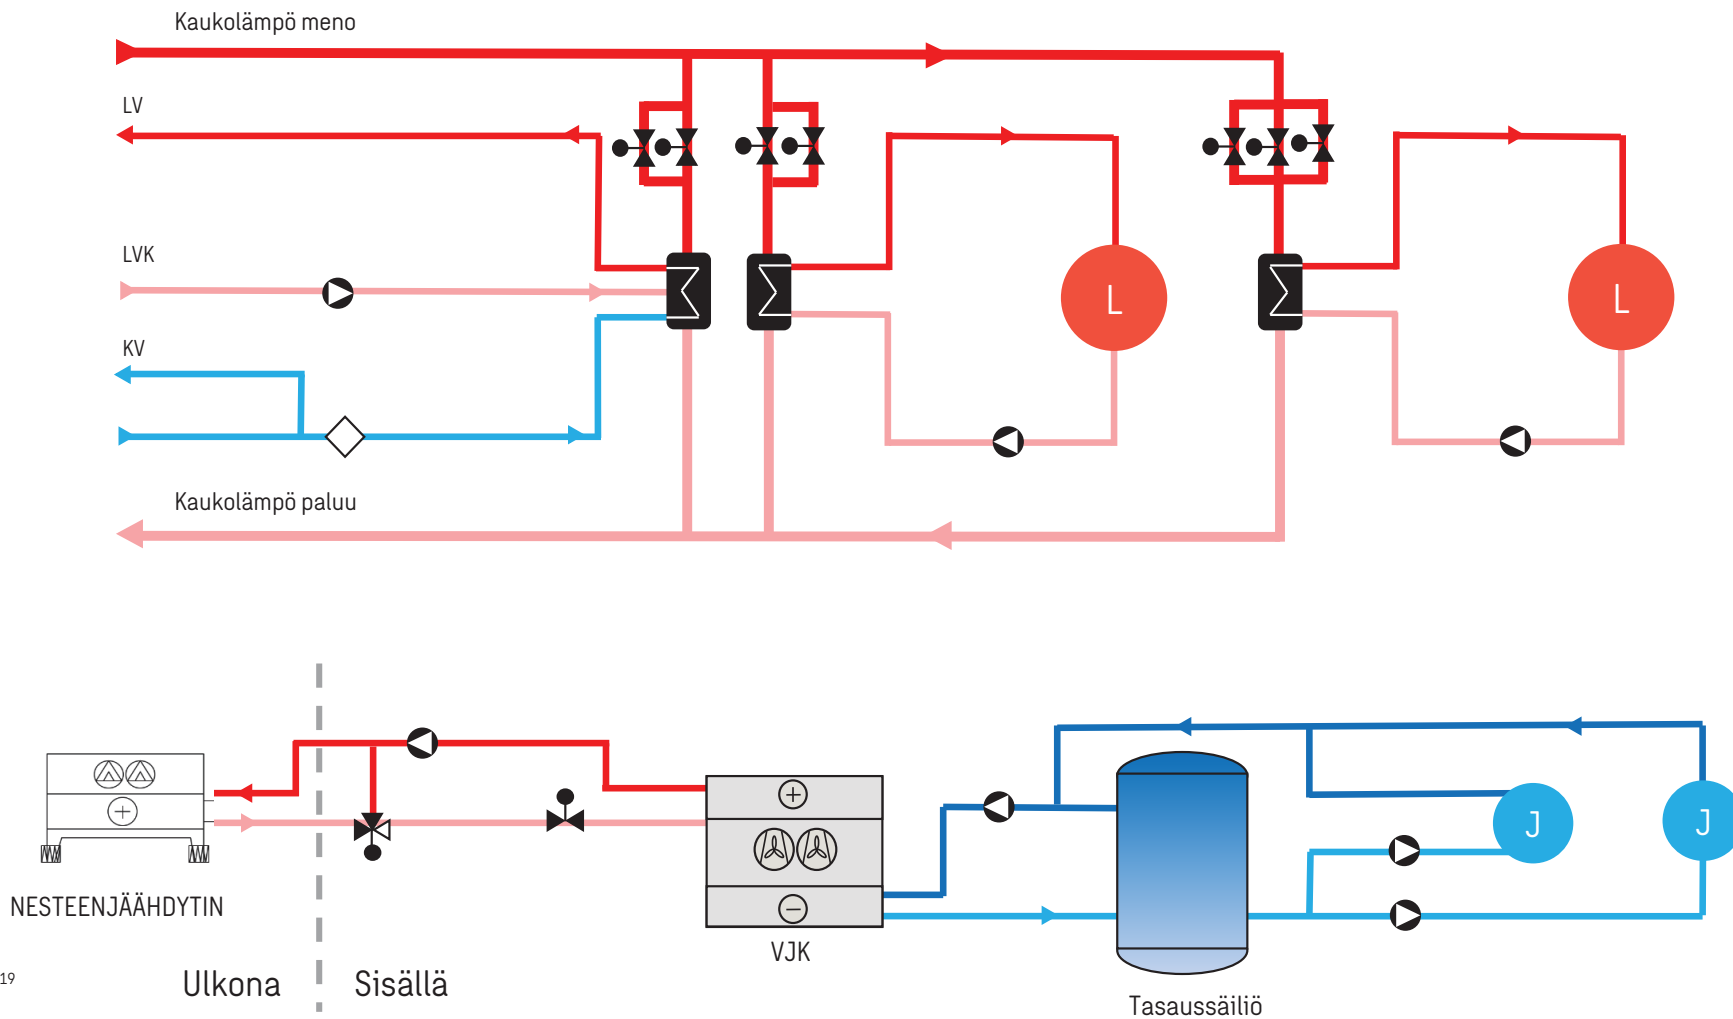 Kaukolämpö meno
LV
LVK
L
L
KV
Kaukolämpö paluu
J
J
NESTEENJÄÄHDYTIN
VJK
19
Ulkona
Sisällä
Tasaussäiliö